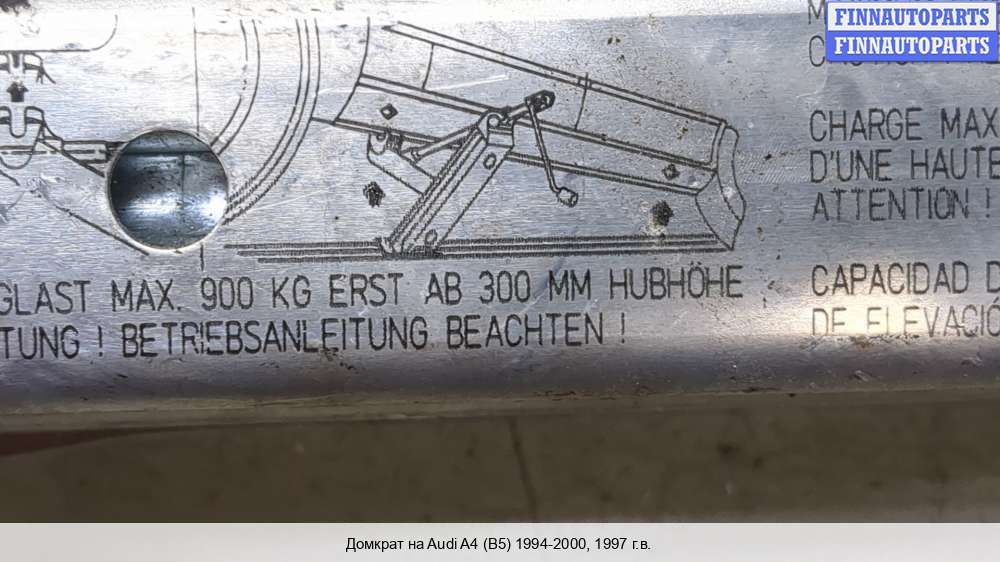 FINNAUTOPARTS
FINNAUTOPARTS
CHARGE MAX
D'UNE HAUTE
ATTENTION !
GLAST MAX. 900 KG ERST AB 300 MM HUBHÖHE
TUNG ! BETRIEBSANLEITUNG BEACHTEN !
CAPACIDAD D
DE ELEVACIÓ
Домкрат на Audi A4 (B5) 1994-2000, 1997 г.в.